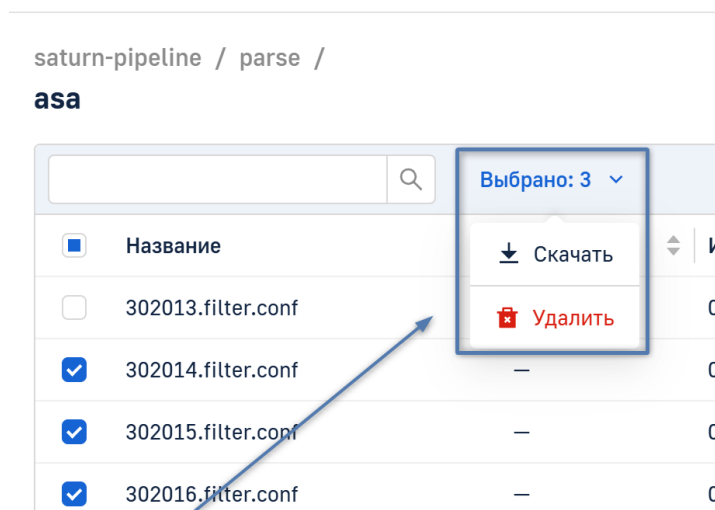 saturn-pipeline / parse /
asa
Выбрано: 3
Название
Скачать
Удалить
302013.filter.conf
302014.filter.conf
—
302015.filter.conf
—
302016.filter.conf
—